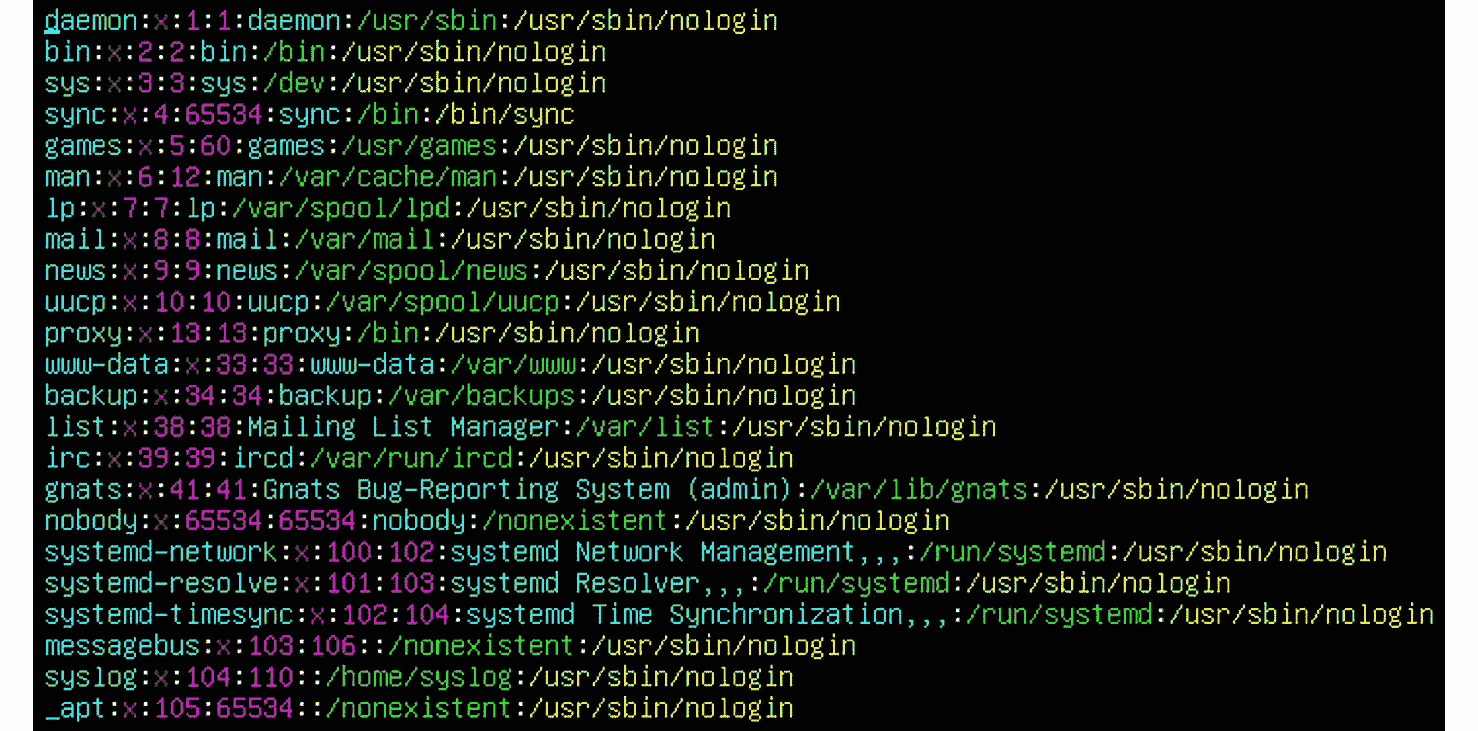 daemon:x:1:1:daemon:/usr/sbin:/usr/sbin/nologin
bin:x:2:2:bin:/bin:/usr/sbin/nologin
sys:x:3:3:sys:/dev:/usr/sbin/nologin
sync:x:4:65534:sync:/bin:/bin/sync
games:x:5:60:games:/usr/games:/usr/sbin/nologin
man:x:6:12:man:/var/cache/man:/usr/sbin/nologin
lp:x:7:7:lp:/var/spool/lpd:/usr/sbin/nologin
mail:x:8:8:mail:/var/mail:/usr/sbin/nologin
news:x:9:9:news:/var/spool/news:/usr/sbin/nologin
uucp:x:10:10:uucp:/var/spool/uucp:/usr/sbin/nologin
proxy:x:13:13:proxy:/bin:/usr/sbin/nologin
www-data:x:33:33:www-data:/var/www:/usr/sbin/nologin
backup:x:34:34:backup:/var/backups:/usr/sbin/nologin
list:x:38:38:Mailing List Manager:/var/list:/usr/sbin/nologin
irc:x:39:39:ircd:/var/run/ircd:/usr/sbin/nologin
gnats:x:41:41:Gnats Bug-Reporting System (admin):/var/lib/gnats:/usr/sbin/nologin
nobody:x:65534:65534:nobody:/nonexistent:/usr/sbin/nologin
systemd-network:x:100:102:systemd Network Management,,,:/run/systemd:/usr/sbin/nologin
systemd-resolve:x:101:103:systemd Resolver,,,:/run/systemd:/usr/sbin/nologin
systemd-timesync:x:102:104:systemd Time Synchronization,,,:/run/systemd:/usr/sbin/nologin
messagebus:x:103:106::/nonexistent:/usr/sbin/nologin
syslog:x:104:110::/home/syslog:/usr/sbin/nologin
_apt:x:105:65534::/nonexistent:/usr/sbin/nologin